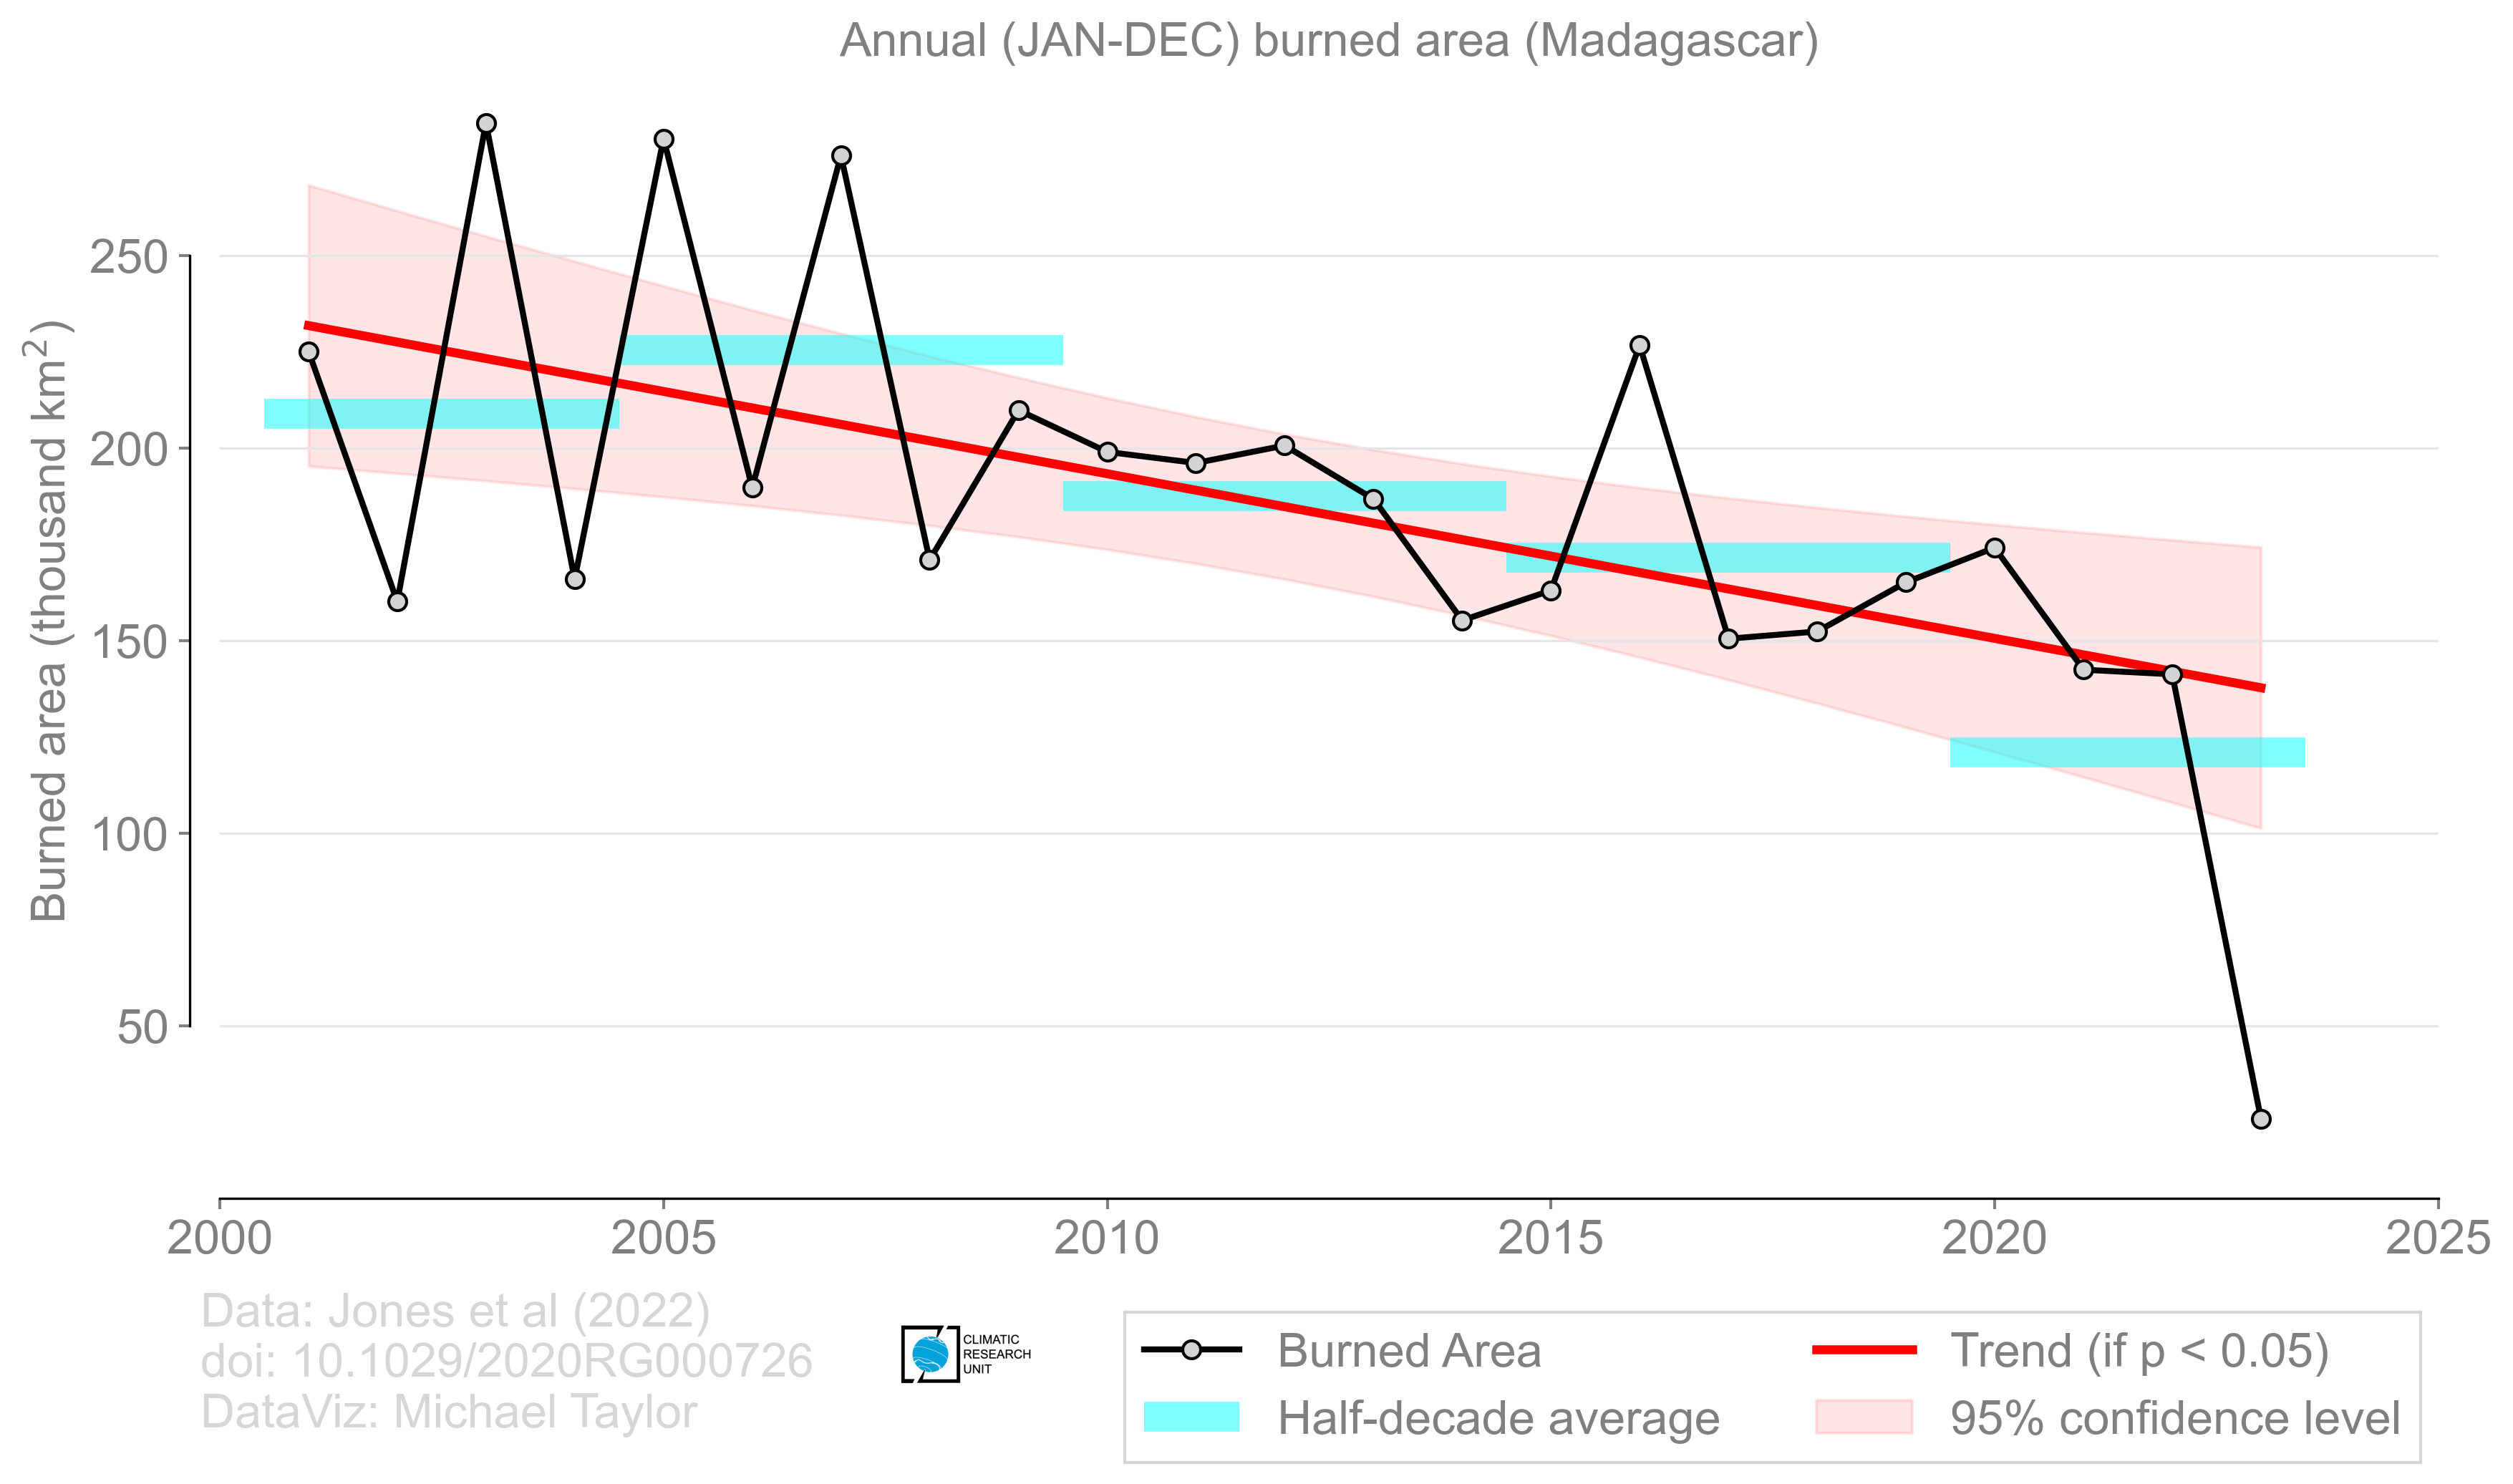 Annual (JAN-DEC) burned area (Madagascar)
Burned area (thousand km²)
250
200
150
100
50
2000 2005 2010 2015 2020 2025
Data: Jones et al (2022)
doi: 10.1029/2020RG000726
DataViz: Michael Taylor
CLIMATIC
RESEARCH
UNIT
Burned Area
Half-decade average
Trend (if p < 0.05)
95% confidence level